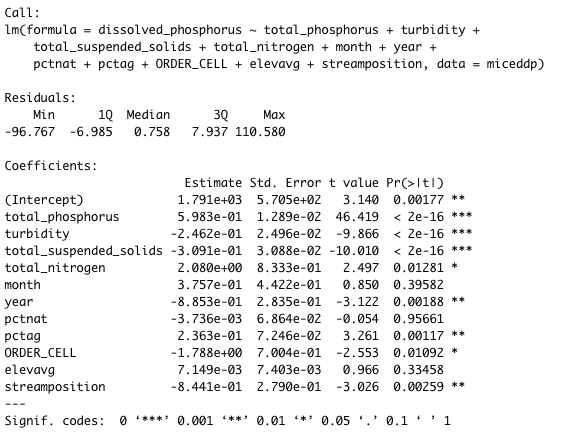 Call:
lm(formula = dissolved_phosphorus ~ total_phosphorus + turbidity +
    total_suspended_solids + total_nitrogen + month + year +
    pctnat + pctag + ORDER_CELL + elevavg + streamposition, data = miceddp)
Residuals:
    Min      1Q  Median      3Q     Max
-96.767  -6.985   0.758   7.937 110.580
Coefficients:
                         Estimate Std. Error t value Pr(>|t|)
(Intercept)             1.791e+03  5.705e+02   3.140  0.00177 **
total_phosphorus        5.983e-01  1.289e-02  46.419  < 2e-16 ***
turbidity              -2.462e-01  2.496e-02  -9.866  < 2e-16 ***
total_suspended_solids -3.091e-01  3.088e-02 -10.010  < 2e-16 ***
total_nitrogen          2.080e+00  8.333e-01   2.497  0.01281 *
month                   3.757e-01  4.422e-01   0.850  0.39582
year                   -8.853e-01  2.835e-01  -3.122  0.00188 **
pctnat                 -3.736e-03  6.864e-02  -0.054  0.95661
pctag                   2.363e-01  7.246e-02   3.261  0.00117 **
ORDER_CELL             -1.788e+00  7.004e-01  -2.553  0.01092 *
elevavg                 7.149e-03  7.403e-03   0.966  0.33458
streamposition         -8.441e-01  2.790e-01  -3.026  0.00259 **
---
Signif. codes:  0 ‘***’ 0.001 ‘**’ 0.01 ‘*’ 0.05 ‘.’ 0.1 ‘ ’ 1